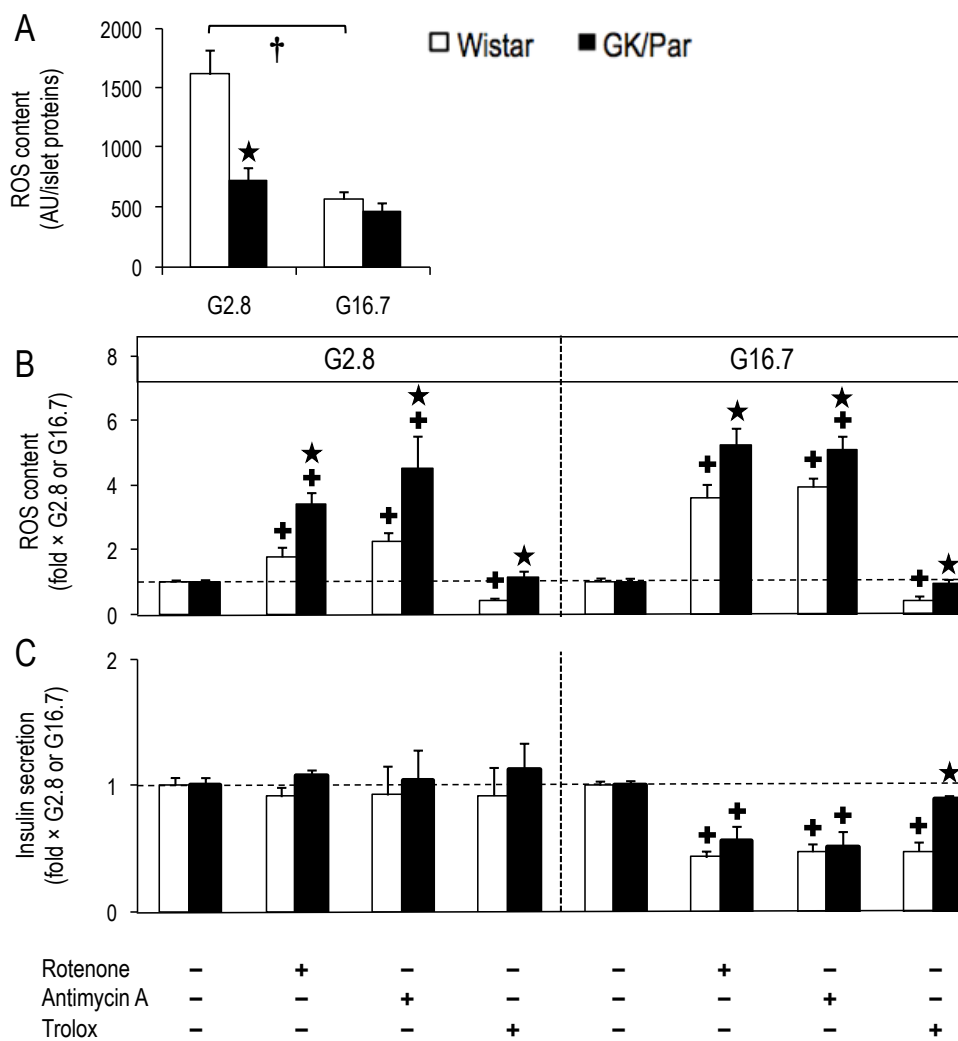 A
ROS content
(AU/islet proteins)
2000
1500
1000
500
0
†
★
G2.8 G16.7
Wistar GK/Par
B
G2.8 G16.7
ROS content
(fold × G2.8 or G16.7)
8
6
4
2
0
★ ★ ★
★ + + ★
+ + + +
+ + ★ ★
+ +
C
Insulin secretion
(fold × G2.8 or G16.7)
2
1
0
★
+ + + + +
Rotenone – + – – – + – –
Antimycin A – – + – – – + –
Trolox – – – + – – – +